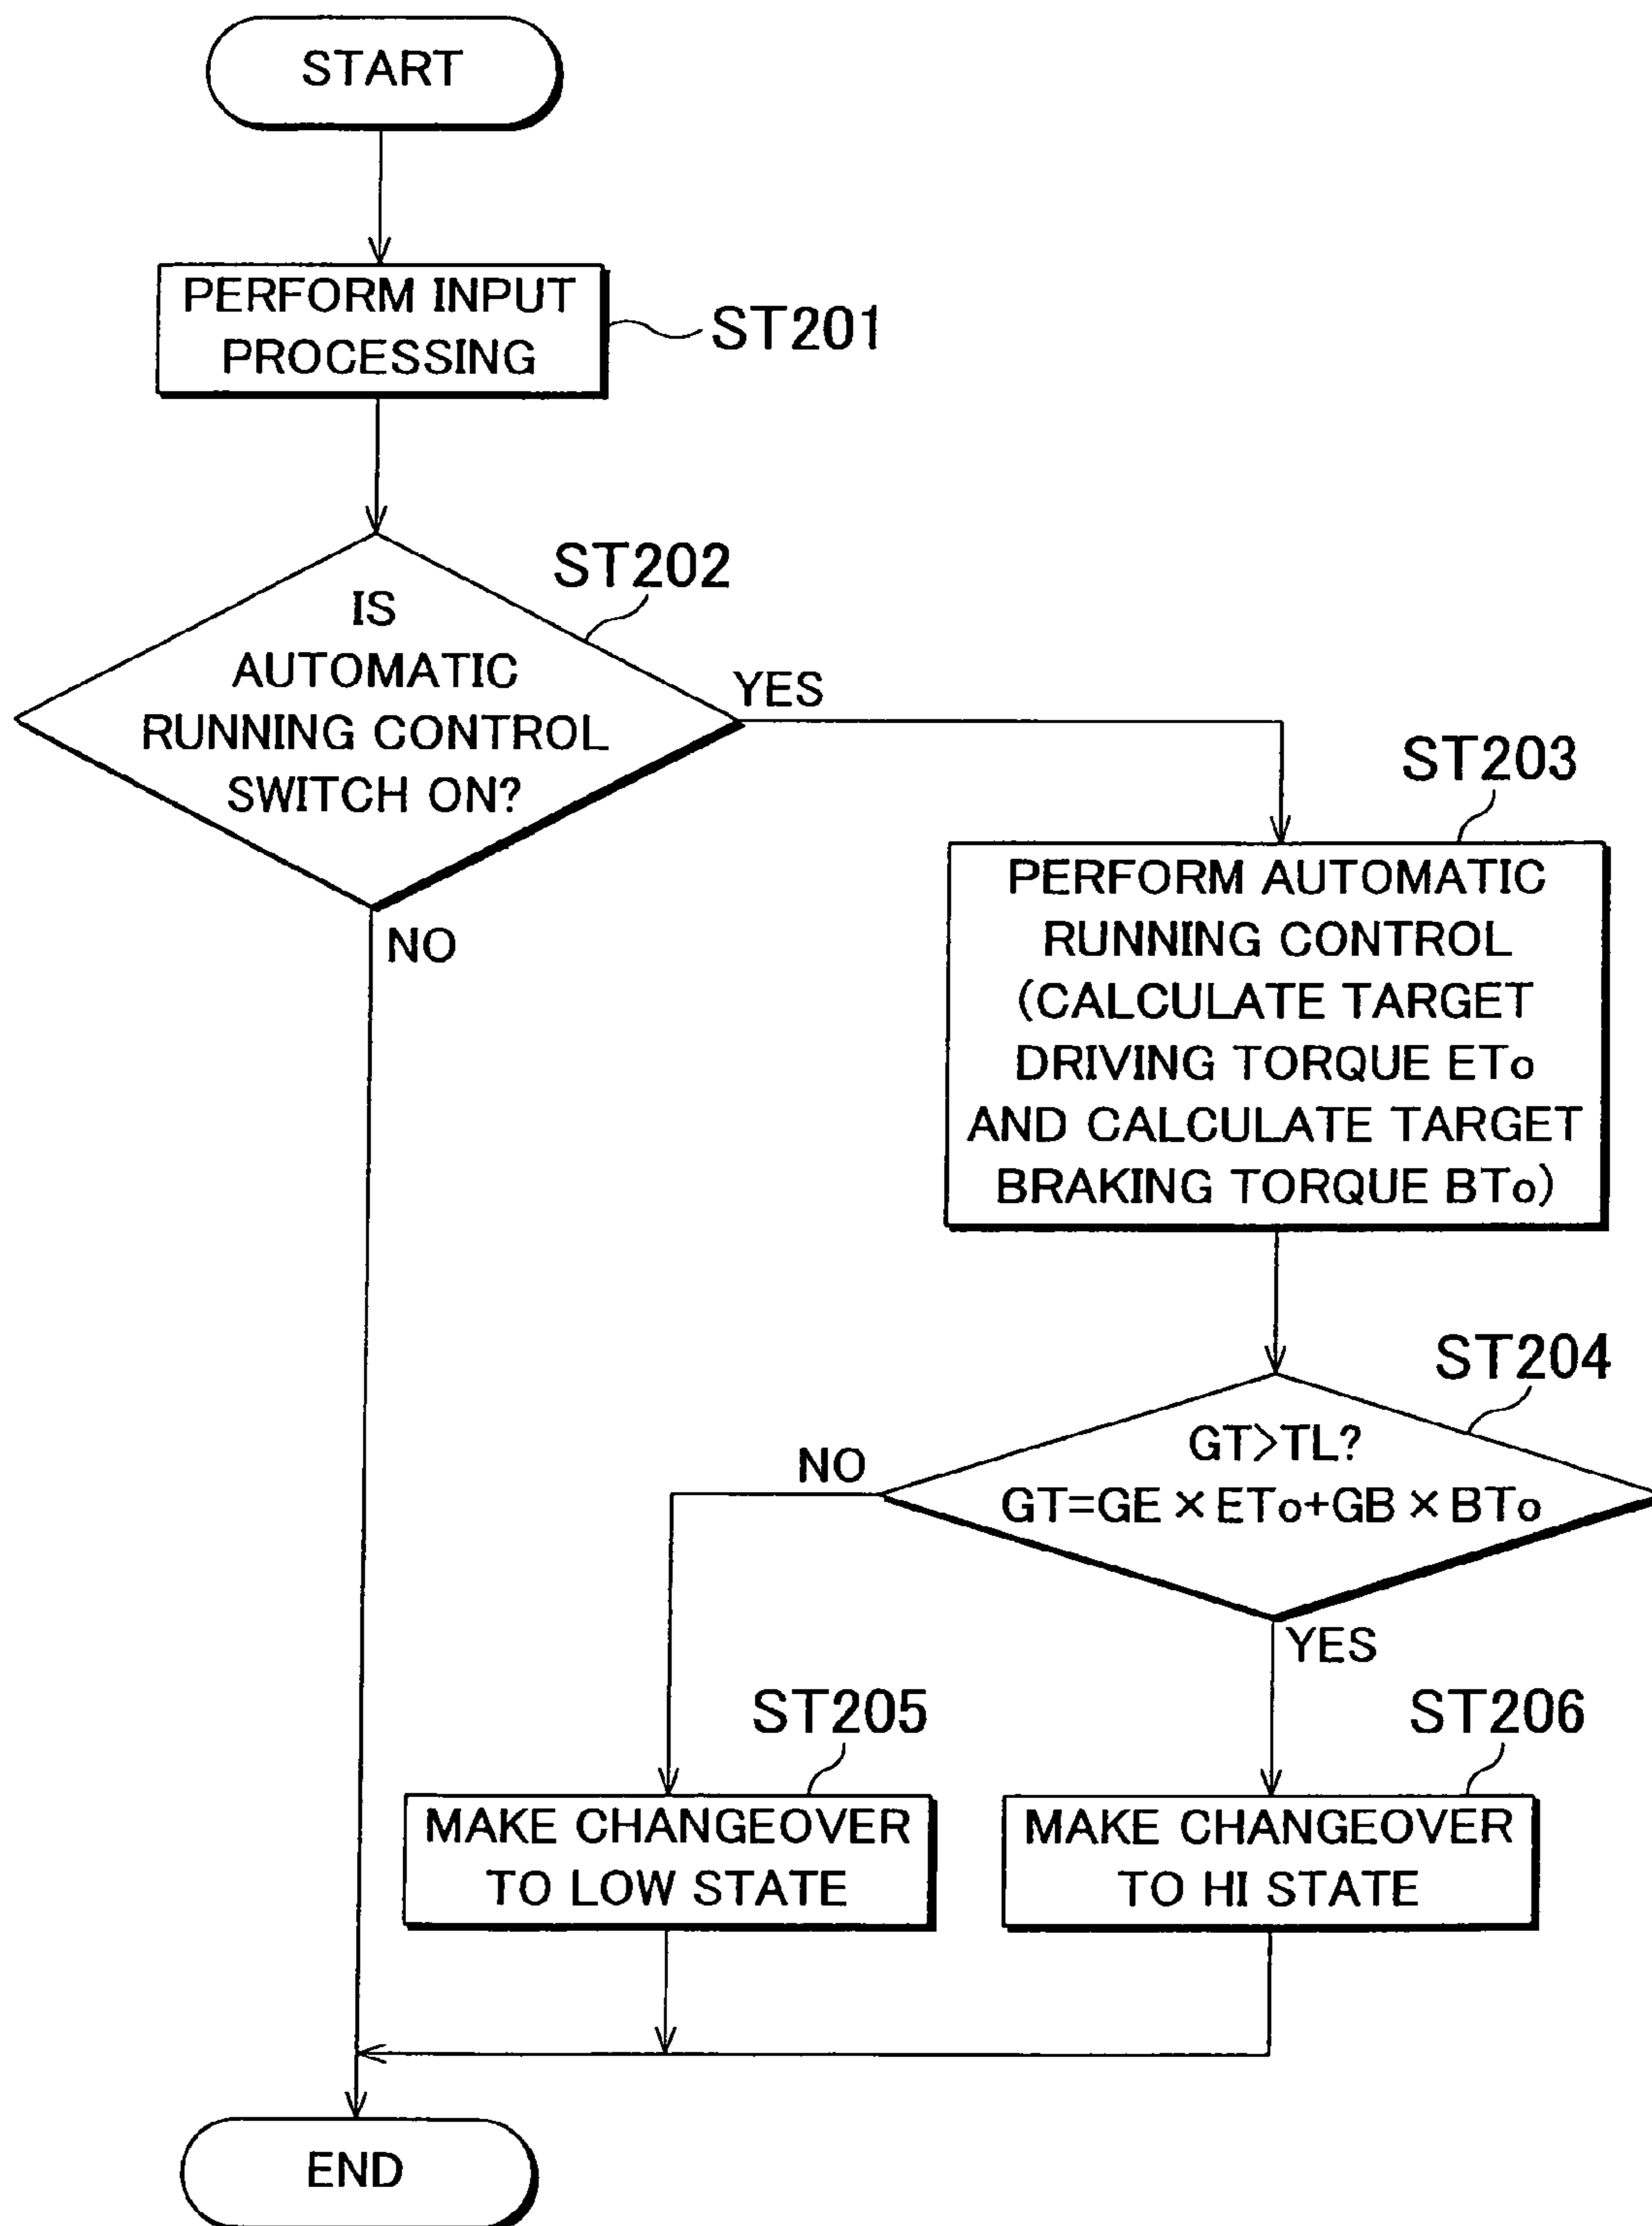 START
PERFORM INPUT
PROCESSING
ST201
ST202
IS
AUTOMATIC
RUNNING CONTROL
SWITCH ON?
YES
NO
ST203
PERFORM AUTOMATIC
RUNNING CONTROL
(CALCULATE TARGET
DRIVING TORQUE ETo
AND CALCULATE TARGET
BRAKING TORQUE BTo)
ST204
GT>TL?
GT=GE×ETo+GB×BTo
NO
YES
ST205
MAKE CHANGEOVER
TO LOW STATE
ST206
MAKE CHANGEOVER
TO HI STATE
END